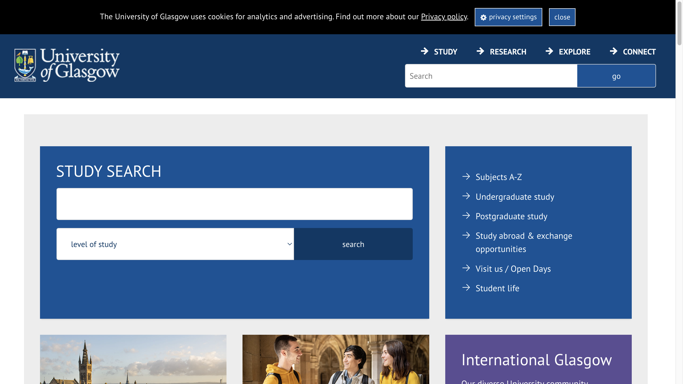 The University of Glasgow uses cookies for analytics and advertising. Find out more about our Privacy policy.
privacy settings
close
University
of Glasgow
STUDY
RESEARCH
EXPLORE
CONNECT
Search
go
STUDY SEARCH
level of study
search
Subjects A-Z
Undergraduate study
Postgraduate study
Study abroad & exchange
opportunities
Visit us / Open Days
Student life
International Glasgow
Our diverse University community